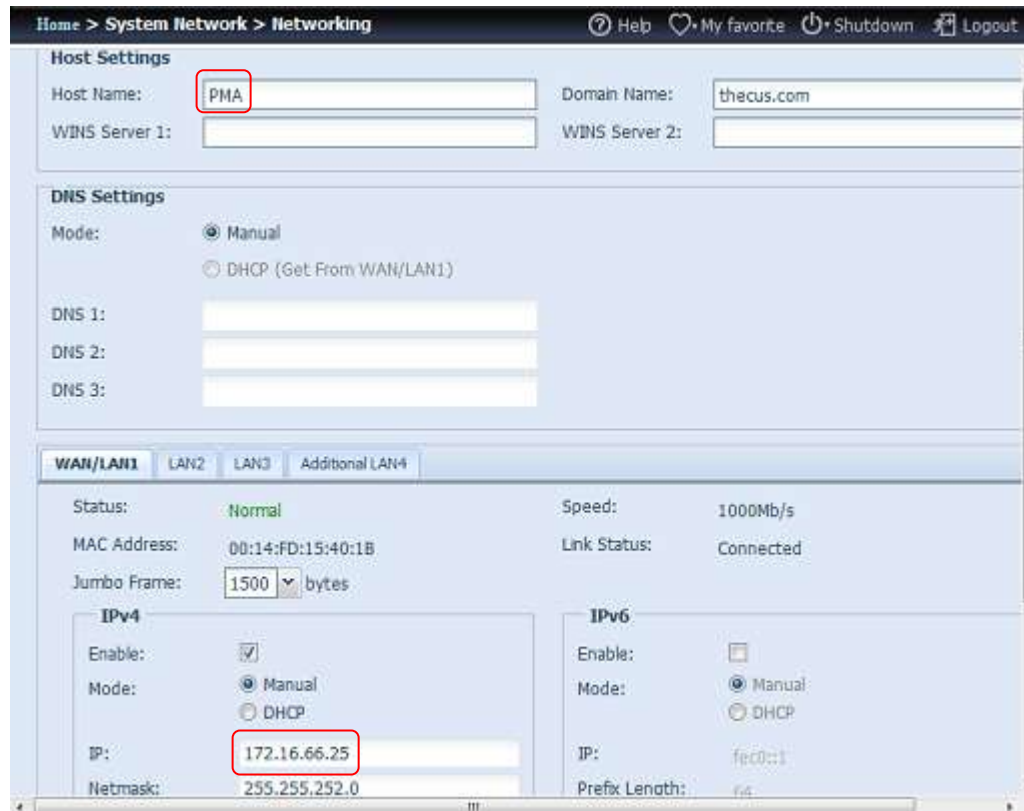 Home > System Network > Networking Help My favorite Shutdown Logout
Host Settings
Host Name: PMA Domain Name: thecus.com
WINS Server 1: WINS Server 2:
DNS Settings
Mode: Manual
DHCP (Get From WAN/LAN1)
DNS 1:
DNS 2:
DNS 3:
WAN/LAN1 LAN2 LAN3 Additional LAN4
Status: Normal Speed: 1000Mb/s
MAC Address: 00:14:FD:15:40:1B Link Status: Connected
Jumbo Frame: 1500 bytes
IPv4 IPv6
Enable: Enable:
Mode: Manual Mode: Manual
DHCP DHCP
IP: 172.16.66.25 IP: fec0::1
Netmask: 255.255.252.0 Prefix Length: 64